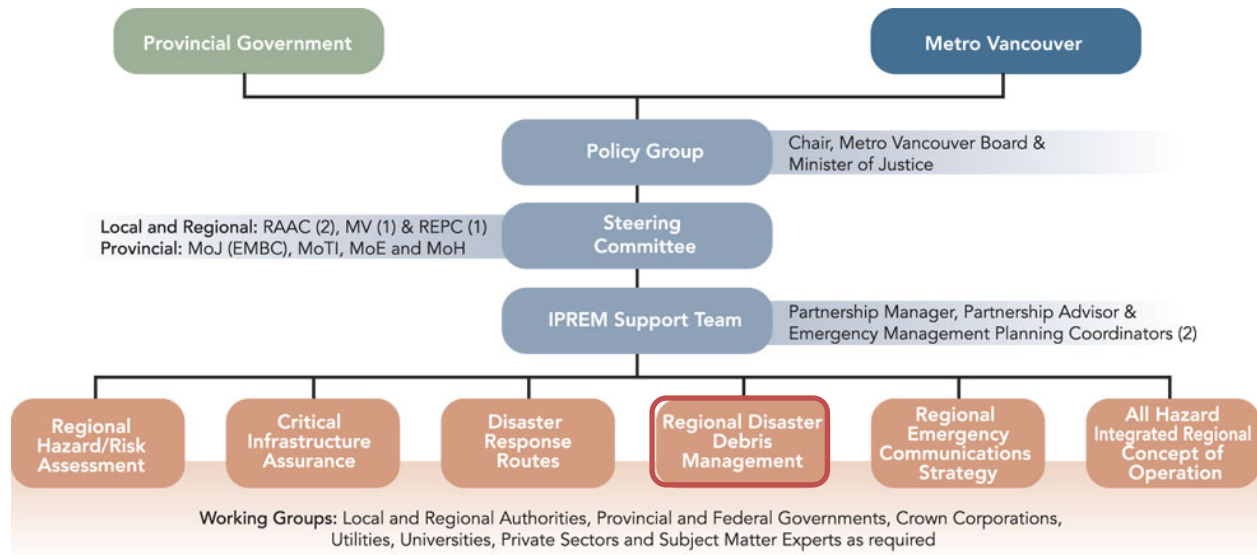 Provincial Government
Metro Vancouver
Policy Group
Chair, Metro Vancouver Board &
Minister of Justice
Local and Regional: RAAC (2), MV (1) & REPC (1)
Provincial: MoJ (EMBC), MoTI, MoE and MoH
Steering
Committee
IPREM Support Team
Partnership Manager, Partnership Advisor &
Emergency Management Planning Coordinators (2)
Regional
Hazard/Risk
Assessment
Critical
Infrastructure
Assurance
Disaster
Response
Routes
Regional Disaster
Debris
Management
Regional
Emergency
Communications
Strategy
All Hazard
Integrated Regional
Concept of
Operation
Working Groups: Local and Regional Authorities, Provincial and Federal Governments, Crown Corporations,
Utilities, Universities, Private Sectors and Subject Matter Experts as required